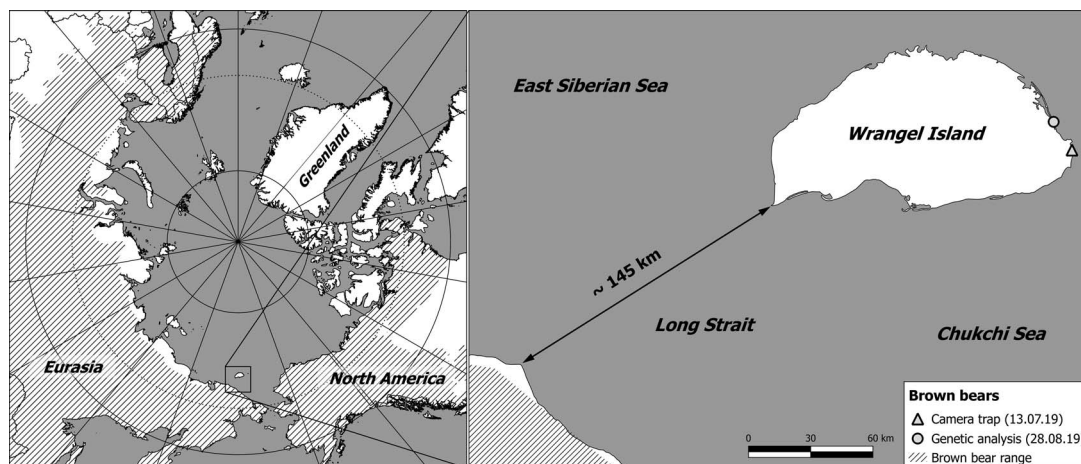 Greenland
Eurasia
North America
East Siberian Sea
Wrangel Island
~ 145 km
Long Strait
Chukchi Sea
Brown bears
Camera trap (13.07.19)
Genetic analysis (28.08.19
Brown bear range
0 30 60 km